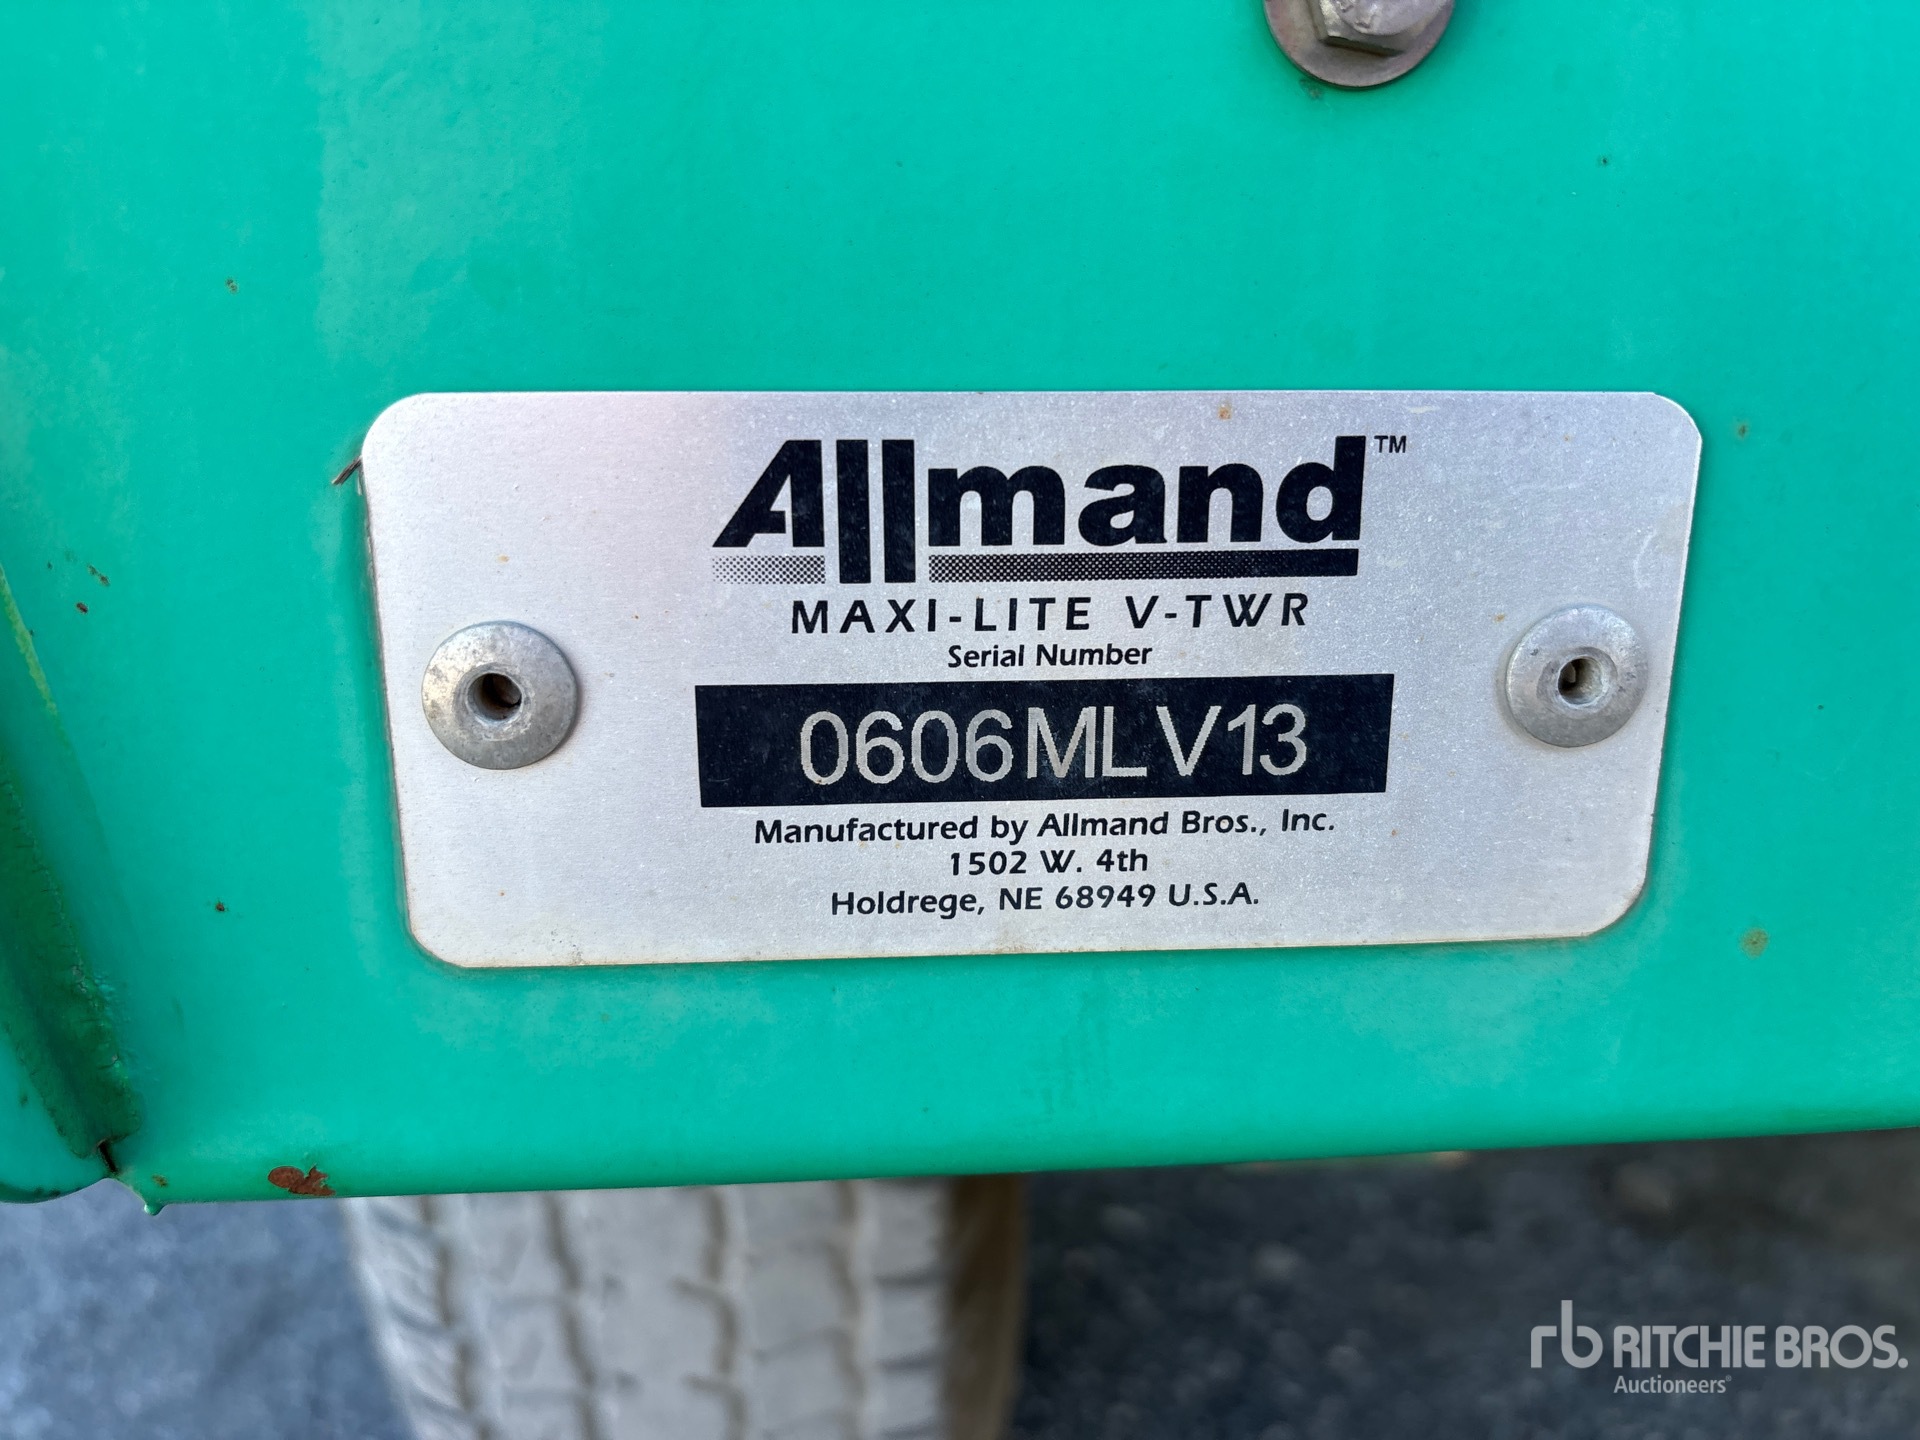 Allmand™
MAXI-LITE V-TWR
Serial Number
0606MLV13
Manufactured by Allmand Bros., Inc.
1502 W. 4th
Holdrege, NE 68949 U.S.A.
rb RITCHIE BROS.
Auctioneers®